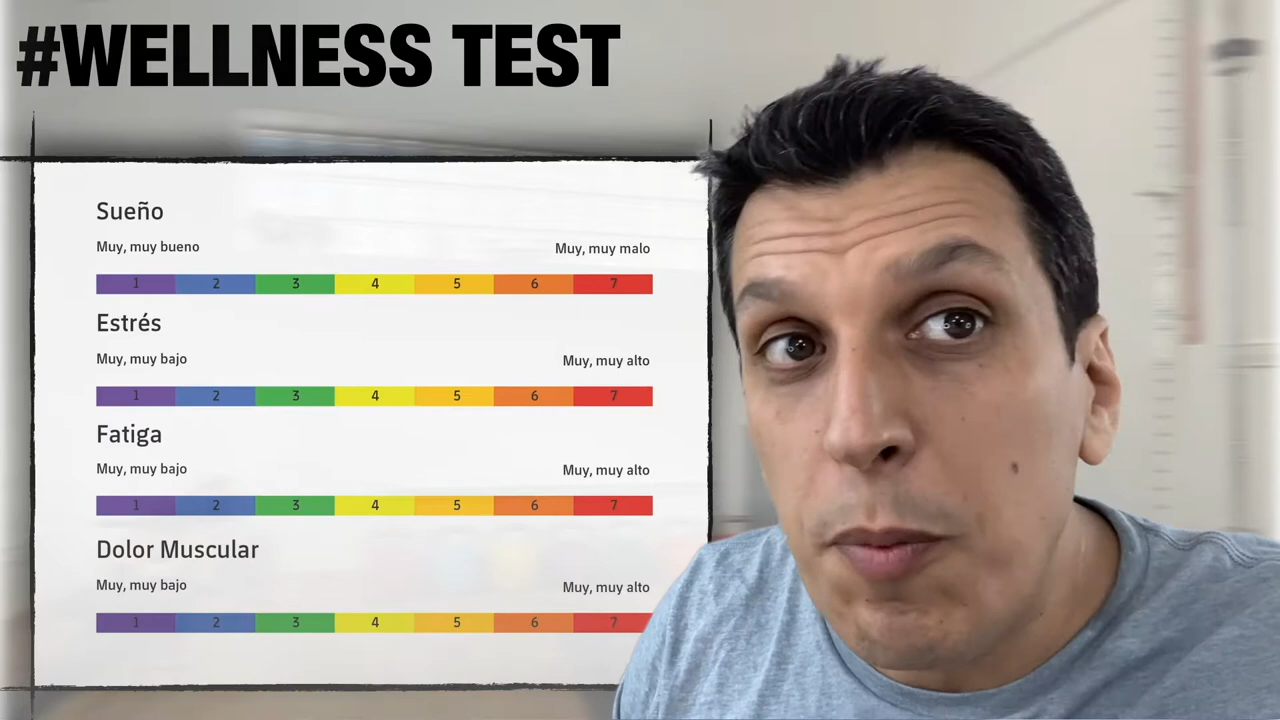 #WELLNESS TEST
Sueño
Muy, muy bueno Muy, muy malo
1 2 3 4 5 6 7
Estrés
Muy, muy bajo Muy, muy alto
1 2 3 4 5 6 7
Fatiga
Muy, muy bajo Muy, muy alto
1 2 3 4 5 6 7
Dolor Muscular
Muy, muy bajo Muy, muy alto
1 2 3 4 5 6 7